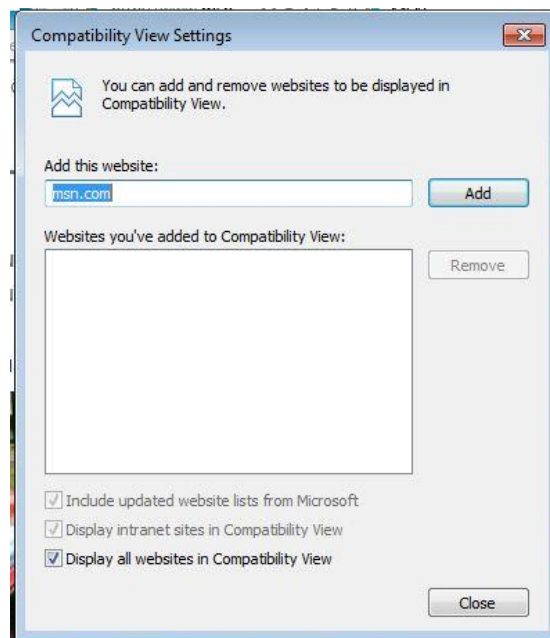 Compatibility View Settings
You can add and remove websites to be displayed in
Compatibility View.
Add this website:
msn.com
Add
Websites you've added to Compatibility View:
Remove
Include updated website lists from Microsoft
Display intranet sites in Compatibility View
Display all websites in Compatibility View
Close